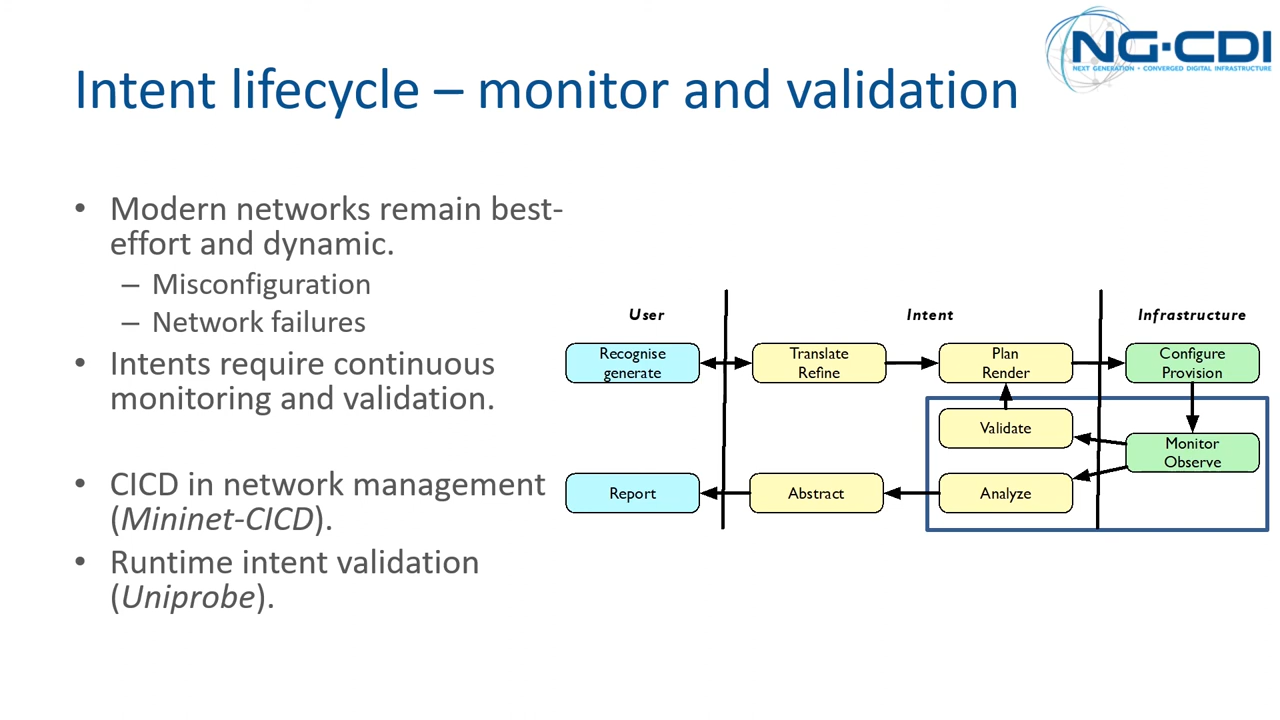 NG-CDI
NEXT GENERATION • CONVERGED DIGITAL INFRASTRUCTURE
Intent lifecycle – monitor and validation
• Modern networks remain best-
effort and dynamic.
– Misconfiguration
– Network failures
• Intents require continuous
monitoring and validation.
• CICD in network management
(Mininet-CICD).
• Runtime intent validation
(Uniprobe).
User
Intent
Infrastructure
Recognise
generate
Translate
Refine
Plan
Render
Configure
Provision
Validate
Monitor
Observe
Report
Abstract
Analyze